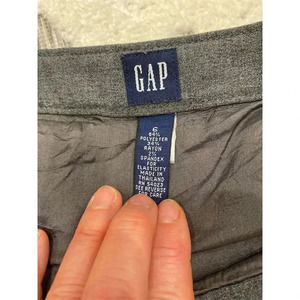 GAP
6
64%
POLYESTER
34%
RAYON
2%
SPANDEX
FOR
ELASTICITY
MADE IN
THAILAND
RN 54023
SEE REVERSE
FOR CARE